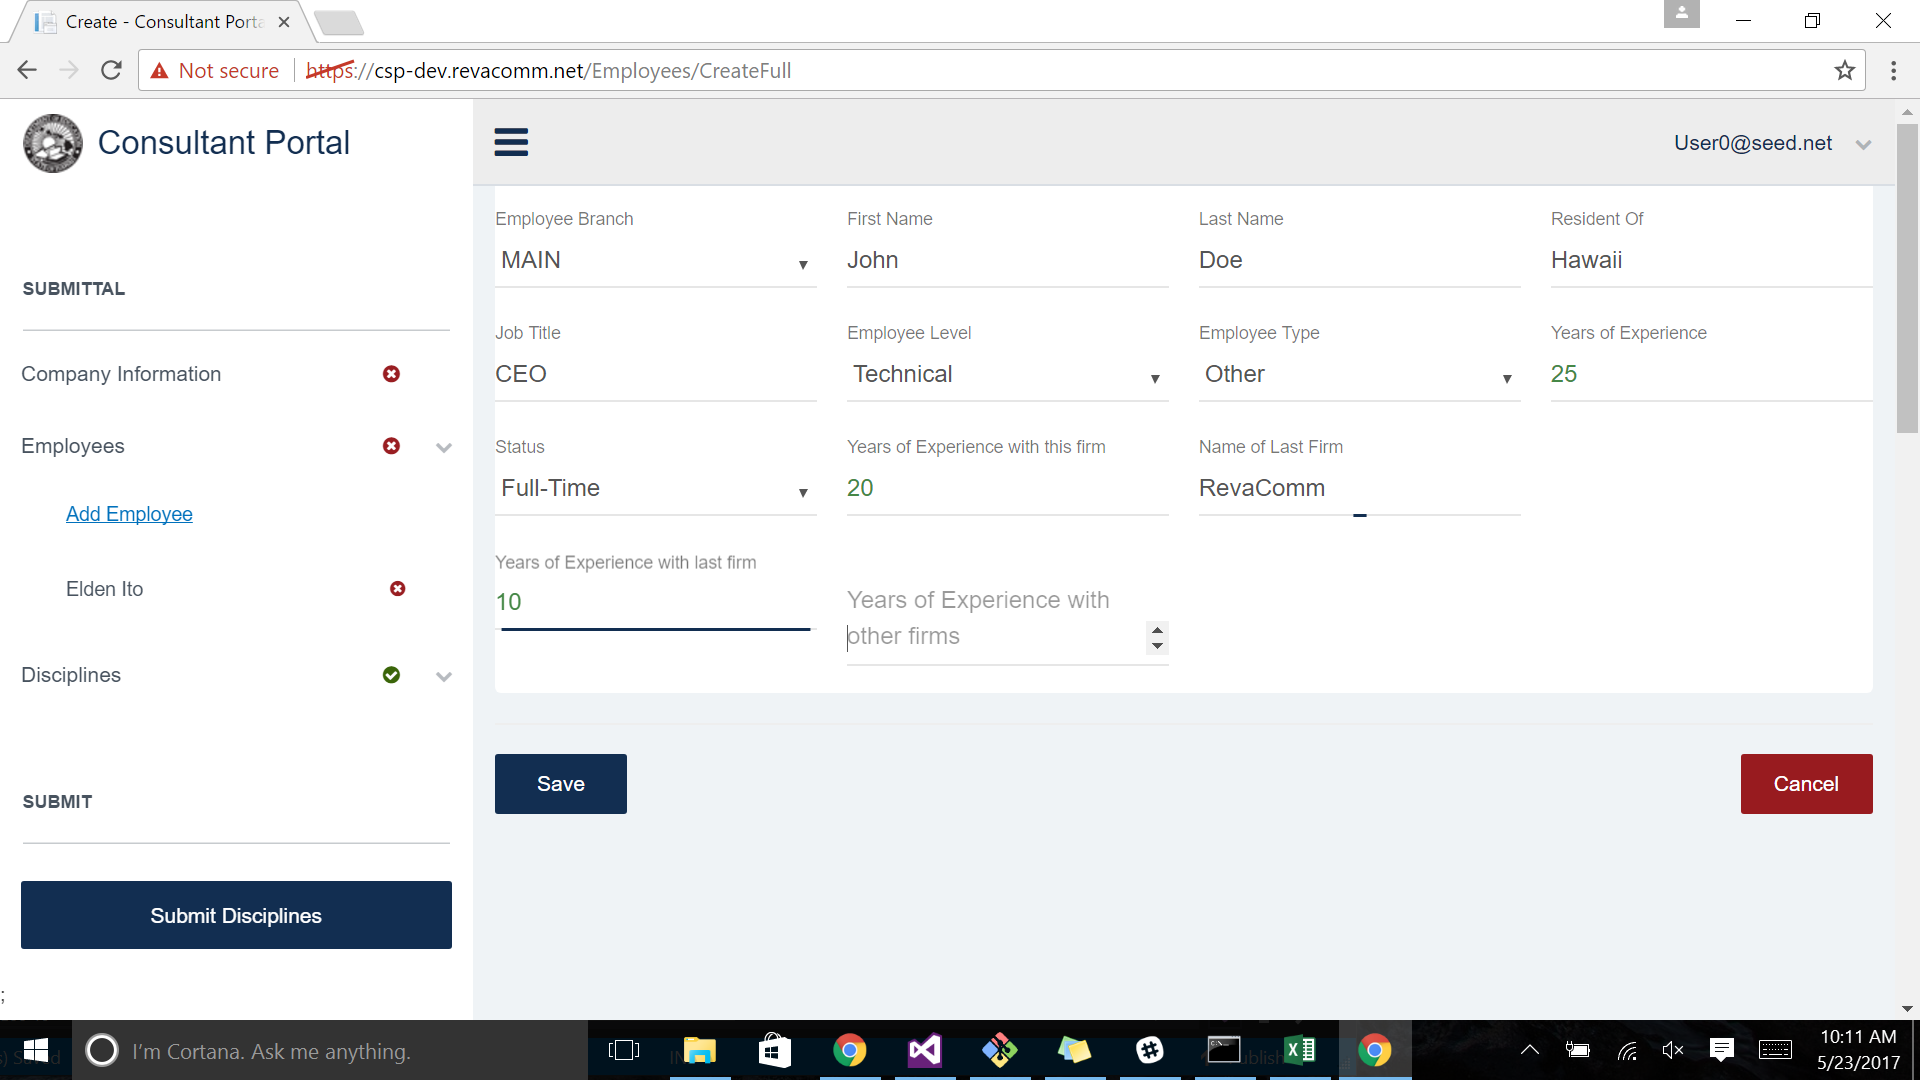 Create - Consultant Porta
Not secure https://csp-dev.revacomm.net/Employees/CreateFull
Consultant Portal
User0@seed.net
SUBMITTAL
Company Information
Employees
Add Employee
Elden Ito
Disciplines
SUBMIT
Submit Disciplines
;
Employee Branch First Name Last Name Resident Of
MAIN John Doe Hawaii
Job Title Employee Level Employee Type Years of Experience
CEO Technical Other 25
Status Years of Experience with this firm Name of Last Firm
Full-Time 20 RevaComm
Years of Experience with last firm
10
Years of Experience with
other firms
Save Cancel
I'm Cortana. Ask me anything.
10:11 AM
5/23/2017